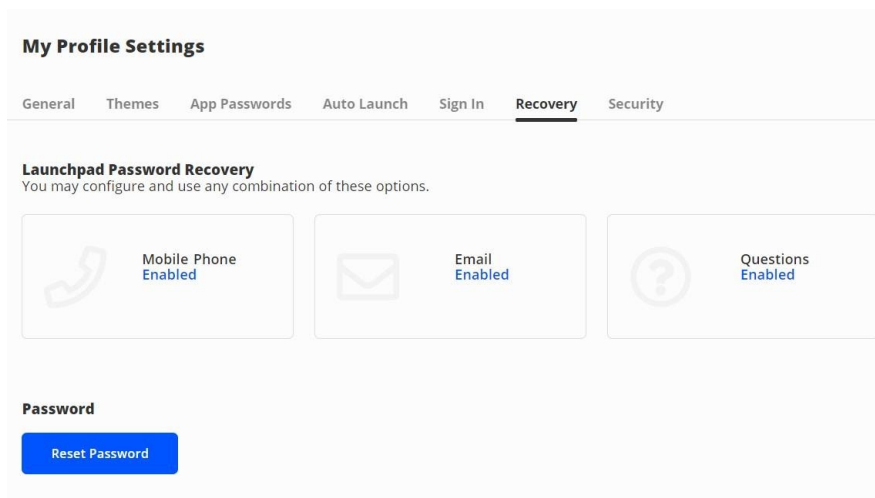 My Profile Settings
General Themes App Passwords Auto Launch Sign In Recovery Security
Launchpad Password Recovery
You may configure and use any combination of these options.
Mobile Phone Email Questions
Enabled Enabled Enabled
Password
Reset Password